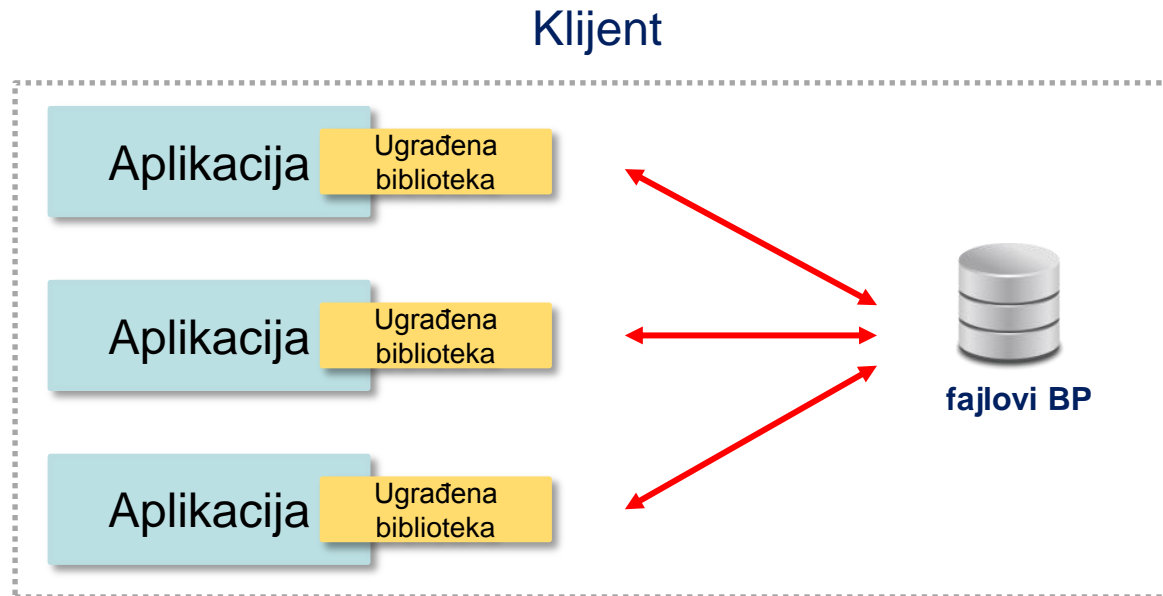 Klijent
Aplikacija
Ugrađena
biblioteka
Aplikacija
Ugrađena
biblioteka
fajlovi BP
Aplikacija
Ugrađena
biblioteka